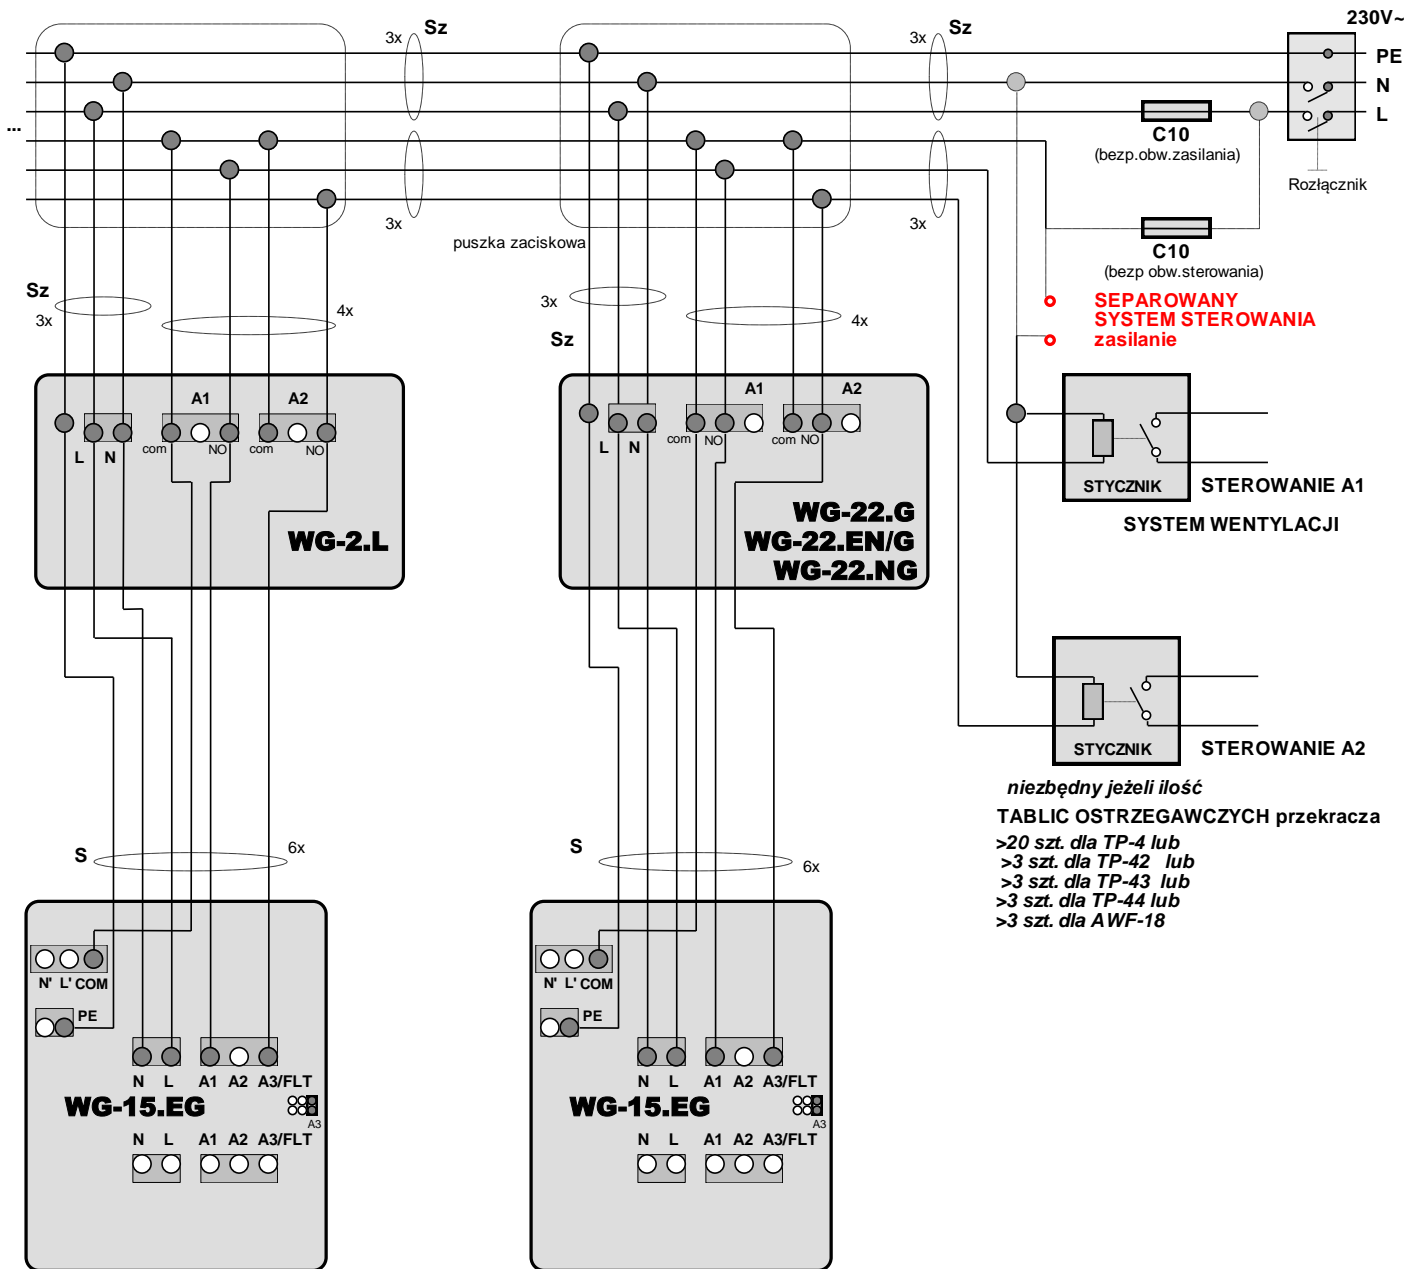 230V~
3x
Sz
3x
Sz
PE
N
L
...
C10
(bezp.obw.zasilania)
Rozłącznik
3x
3x
puszka zaciskowa
C10
(bezp obw.sterowania)
Sz
3x
4x
3x
Sz
4x
SEPAROWANY
SYSTEM STEROWANIA
zasilanie
A1
A2
L
N
com
NO
com
NO
WG-2.L
A1
A2
L
N
com
NO
com
NO
WG-22.G
WG-22.EN/G
WG-22.NG
STYCZNIK
STEROWANIE A1
SYSTEM WENTYLACJI
STYCZNIK
STEROWANIE A2
niezbędny jeżeli ilość
TABLIC OSTRZEGAWCZYCH przekracza
>20 szt. dla TP-4 lub
>3 szt. dla TP-42 lub
>3 szt. dla TP-43 lub
>3 szt. dla TP-44 lub
>3 szt. dla AWF-18
S
6x
S
6x
N' L' COM
PE
N L A1 A2 A3/FLT
WG-15.EG
A3
N L A1 A2 A3/FLT
N' L' COM
PE
N L A1 A2 A3/FLT
WG-15.EG
A3
N L A1 A2 A3/FLT